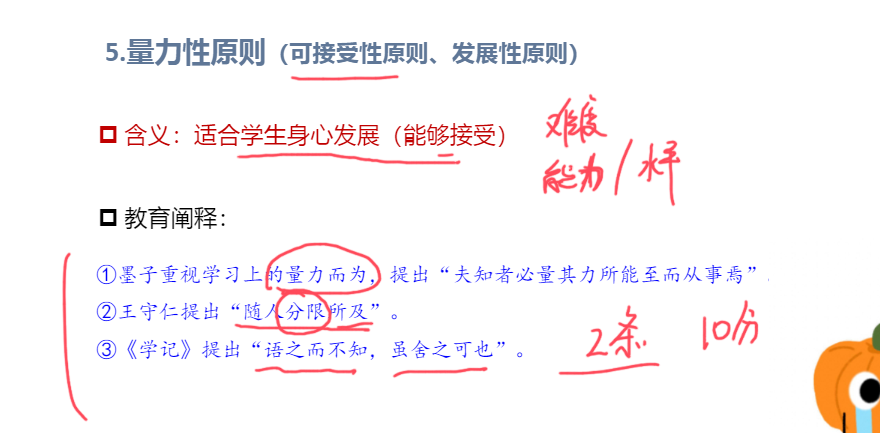 5.量力性原则（可接受性原则、发展性原则）
含义：适合学生身心发展（能够接受）
难度
能力/水平
教育阐释：
①墨子重视学习上的量力而为，提出“夫知者必量其力所能至而从事焉”.
②王守仁提出“随人分限所及”。
③《学记》提出“语之而不知，虽舍之可也”。
2条 10分